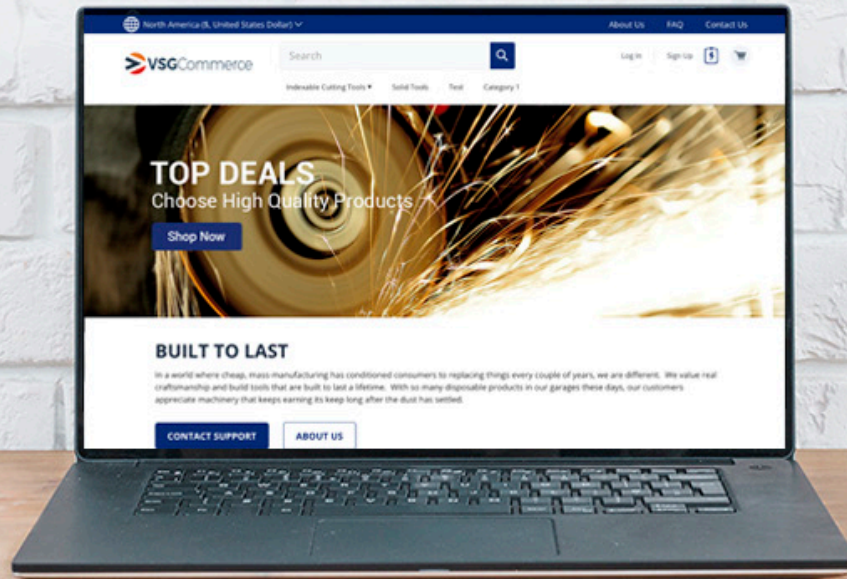 North America ($, United States Dollar)
About Us FAQ Contact Us
VSGCommerce
Search
Log In Sign Up
Indexable Cutting Tools Solid Tools Test Category 1
TOP DEALS
Choose High Quality Products
Shop Now
BUILT TO LAST
In a world where cheap, mass-manufacturing has conditioned consumers to replacing things every couple of years, we are different. We value real
craftsmanship and build tools that are built to last a lifetime. With so many disposable products in our garages these days, our customers
appreciate machinery that keeps earning its keep long after the dust has settled.
CONTACT SUPPORT ABOUT US